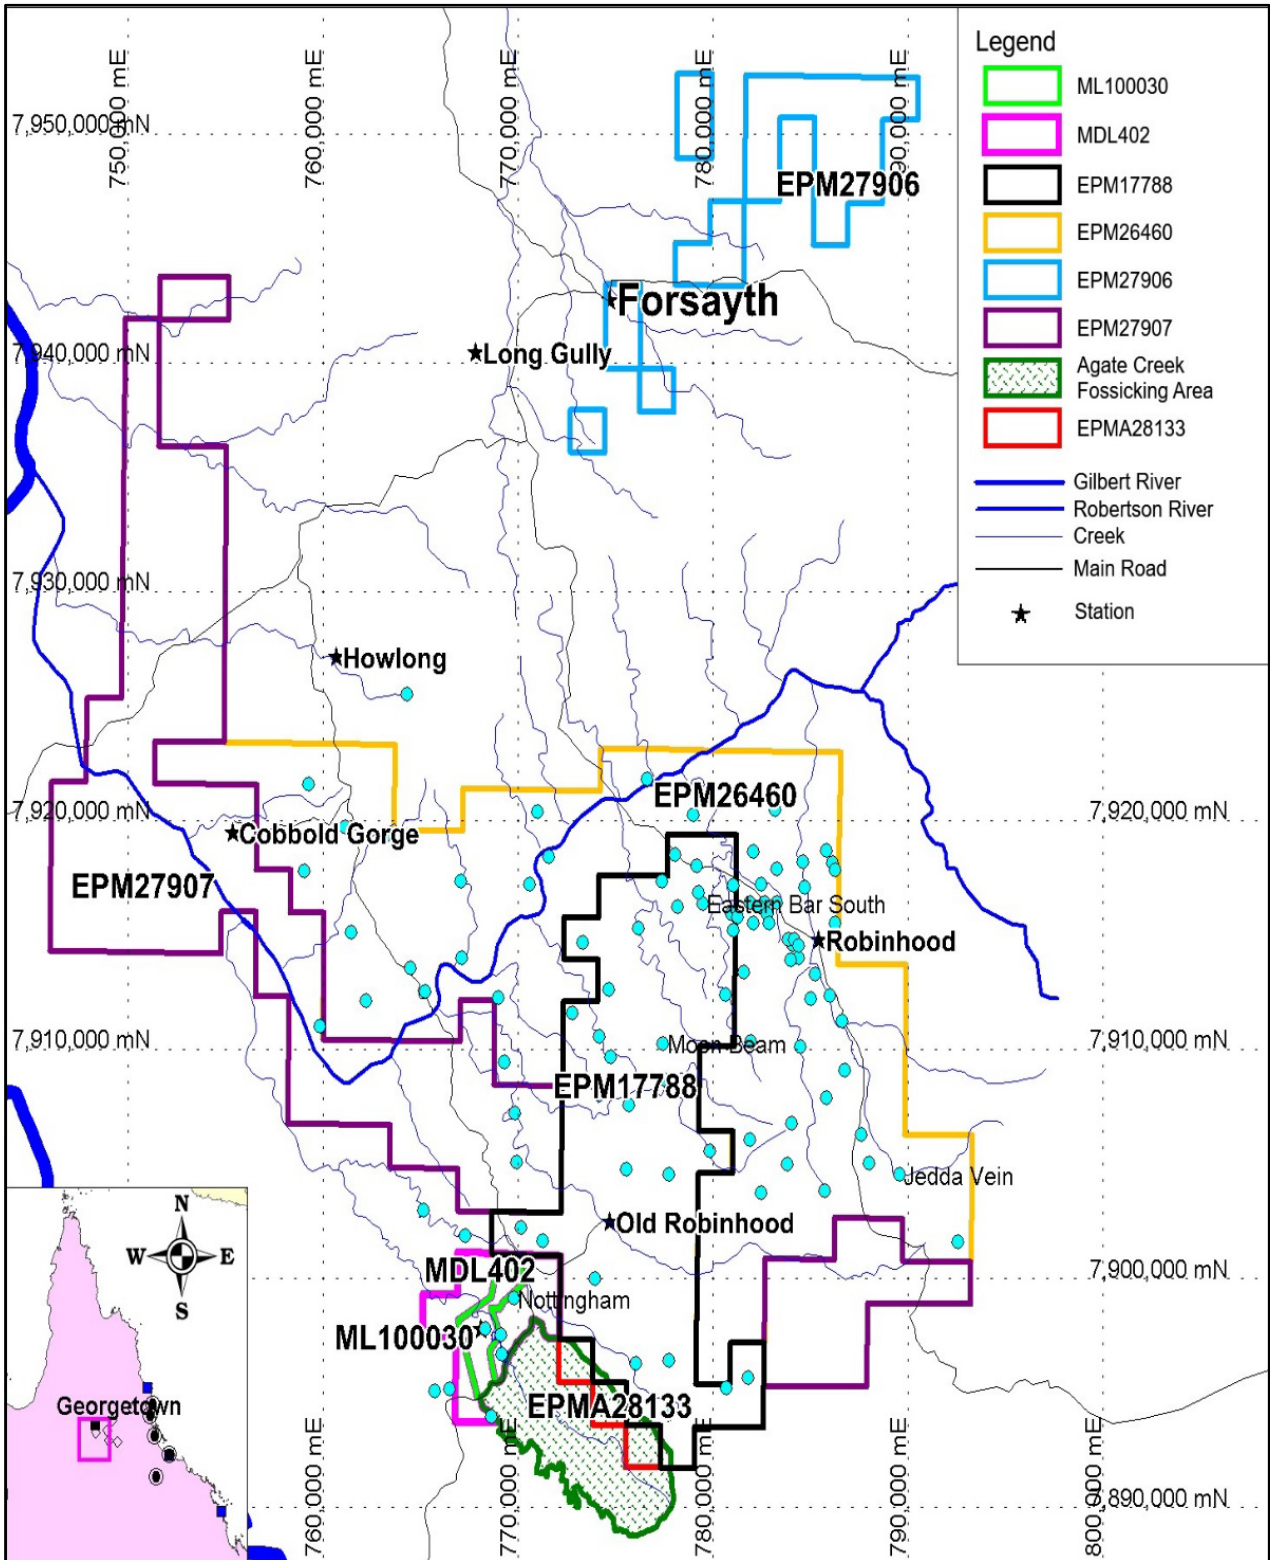 Legend
ML100030
MDL402
EPM17788
EPM26460
EPM27906
EPM27907
Agate Creek
Fossicking Area
EPMA28133
Gilbert River
Robertson River
Creek
Main Road
Station
750,000 mE
760,000 mE
770,000 mE
780,000 mE
790,000 mE
7,950,000 mN
EPM27906
Forsayth
Long Gully
7,940,000 mN
7,930,000 mN
Howlong
EPM26460
7,920,000 mN
7,920,000 mN
Cobbold Gorge
EPM27907
Eastern Bar South
Robinhood
7,910,000 mN
Moon Beam
7,910,000 mN
EPM17788
Jedda Vein
Old Robinhood
MDL402
7,900,000 mN
Nottingham
ML100030
EPMA28133
7,890,000 mN
760,000 mE
770,000 mE
780,000 mE
790,000 mE
800,000 mE
N
W
E
S
Georgetown